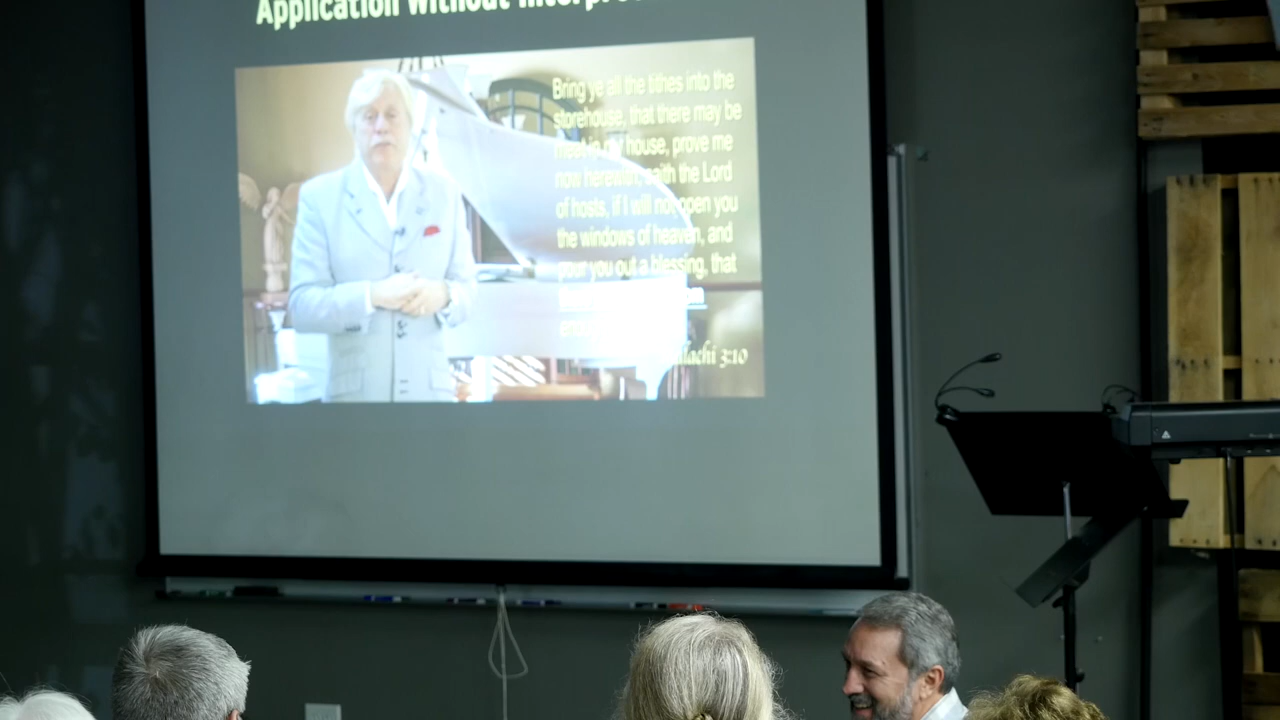 Application Without
Bring ye all the tithes into the
storehouse, that there may be
meat in my house, prove me
now herewith, saith the Lord
of hosts, if I will not open you
the windows of heaven, and
pour you out a blessing, that
3:10